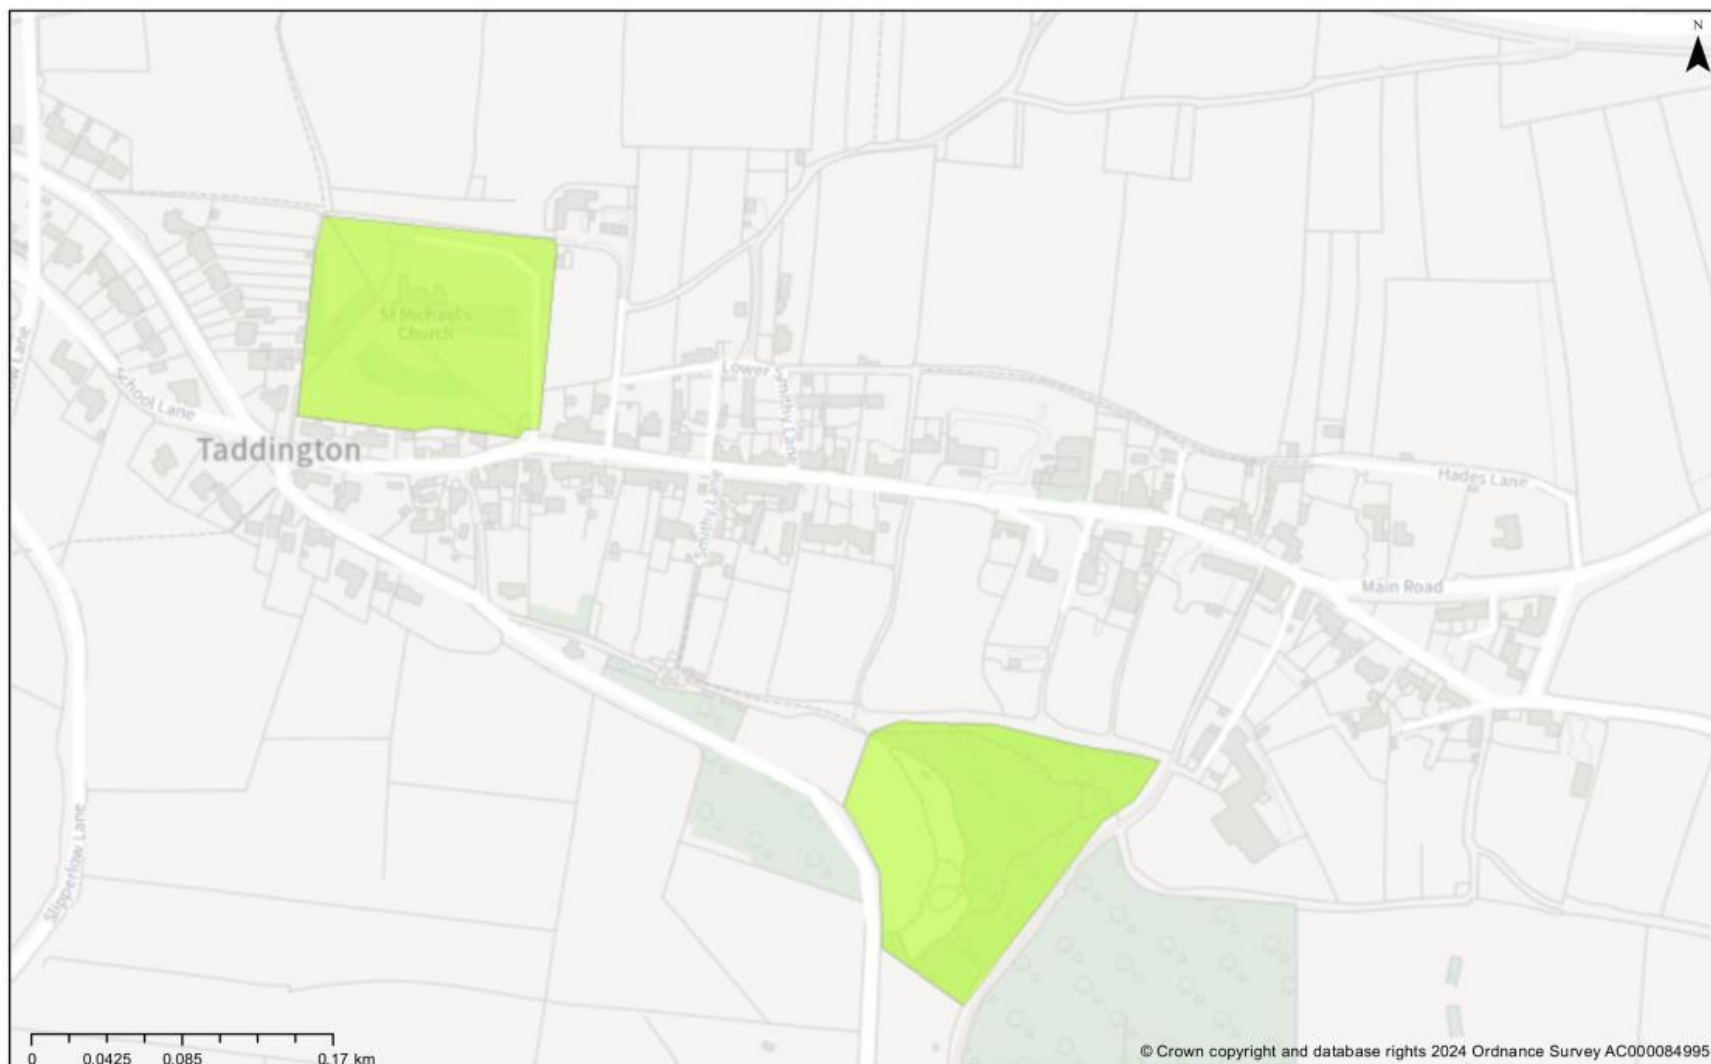 N
St Michael's
Church
School Lane
Taddington
Lower Smithy Lane
Smithy Lane
Hades Lane
Main Road
Slipperlow Lane
0 0.0425 0.085 0.17 km
© Crown copyright and database rights 2024 Ordnance Survey AC000084995